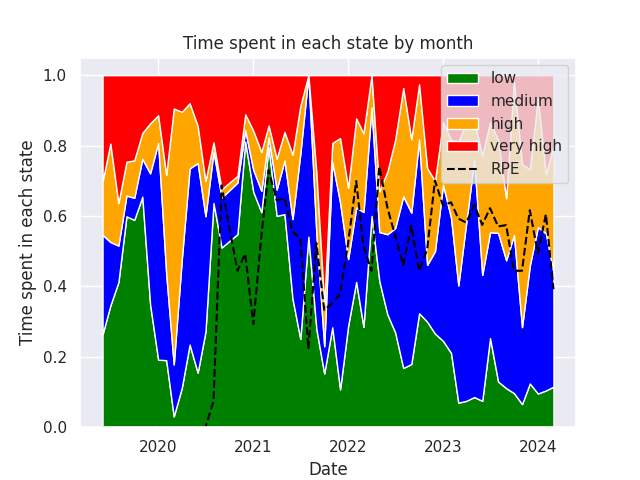 Time spent in each state by month
low
medium
high
very high
RPE
Time spent in each state
1.0
0.8
0.6
0.4
0.2
0.0
2020 2021 2022 2023 2024
Date